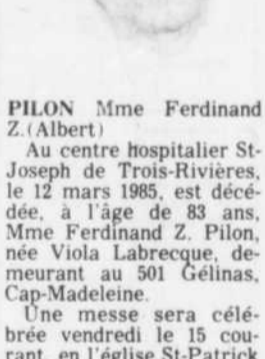 PILON Mme Ferdinand
Z.(Albert)
Au centre hospitalier St-
Joseph de Trois-Rivières,
le 12 mars 1985, est décé-
dée, à l'âge de 83 ans,
Mme Ferdinand Z. Pilon,
née Viola Labrecque, de-
meurant au 501 Gélinas,
Cap-Madeleine.
Une messe sera célé-
brée vendredi le 15 cou-
rant, en l'église St-Patrick